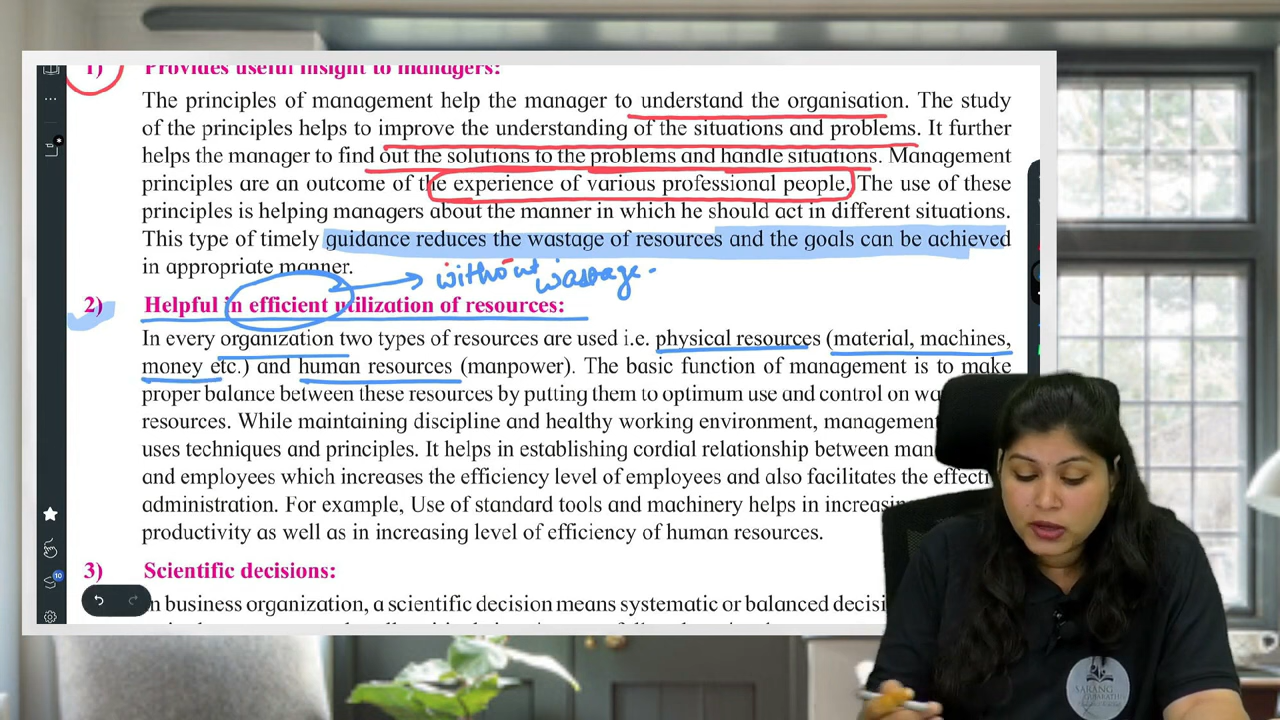 1) Provides useful insight to managers:
The principles of management help the manager to understand the organisation. The study
of the principles helps to improve the understanding of the situations and problems. It further
helps the manager to find out the solutions to the problems and handle situations. Management
principles are an outcome of the experience of various professional people. The use of these
principles is helping managers about the manner in which he should act in different situations.
This type of timely guidance reduces the wastage of resources and the goals can be achieved
in appropriate manner.
without wastage.
2) Helpful in efficient utilization of resources:
In every organization two types of resources are used i.e. physical resources (material, machines,
money etc.) and human resources (manpower). The basic function of management is to make
proper balance between these resources by putting them to optimum use and control on
resources. While maintaining discipline and healthy working environment, management
uses techniques and principles. It helps in establishing cordial relationship between
and employees which increases the efficiency level of employees and also facilitates the
administration. For example, Use of standard tools and machinery helps in
productivity as well as in increasing level of efficiency of human resources.
3) Scientific decisions:
In business organization, a scientific decision means systematic or balanced
10
SARANG